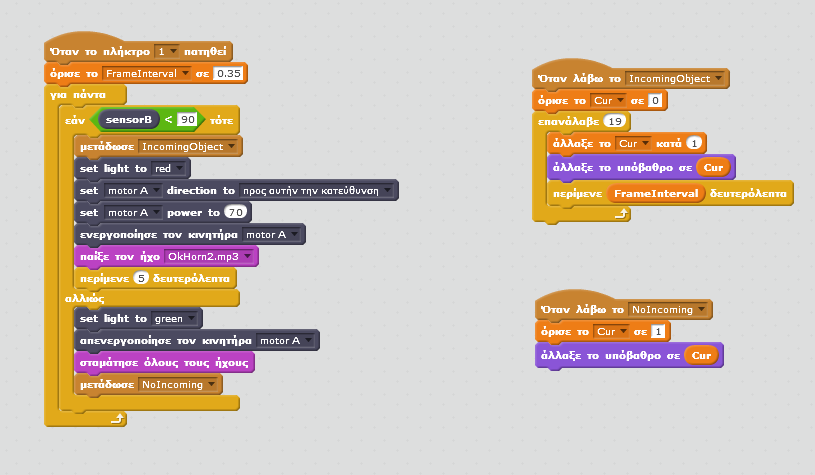 Όταν το πλήκτρο 1 πατηθεί
όρισε το FrameInterval σε 0.35
για πάντα
εάν sensorB < 90 τότε
μετάδωσε IncomingObject
set light to red
set motor A direction to προς αυτήν την κατεύθυνση
set motor A power to 70
ενεργοποίησε τον κινητήρα motor A
παίξε τον ήχο OkHorn2.mp3
περίμενε 5 δευτερόλεπτα
αλλιώς
set light to green
απενεργοποίησε τον κινητήρα motor A
σταμάτησε όλους τους ήχους
μετάδωσε NoIncoming
Όταν λάβω το IncomingObject
όρισε το Cur σε 0
επανάλαβε 19
άλλαξε το Cur κατά 1
άλλαξε το υπόβαθρο σε Cur
περίμενε FrameInterval δευτερόλεπτα
Όταν λάβω το NoIncoming
όρισε το Cur σε 1
άλλαξε το υπόβαθρο σε Cur